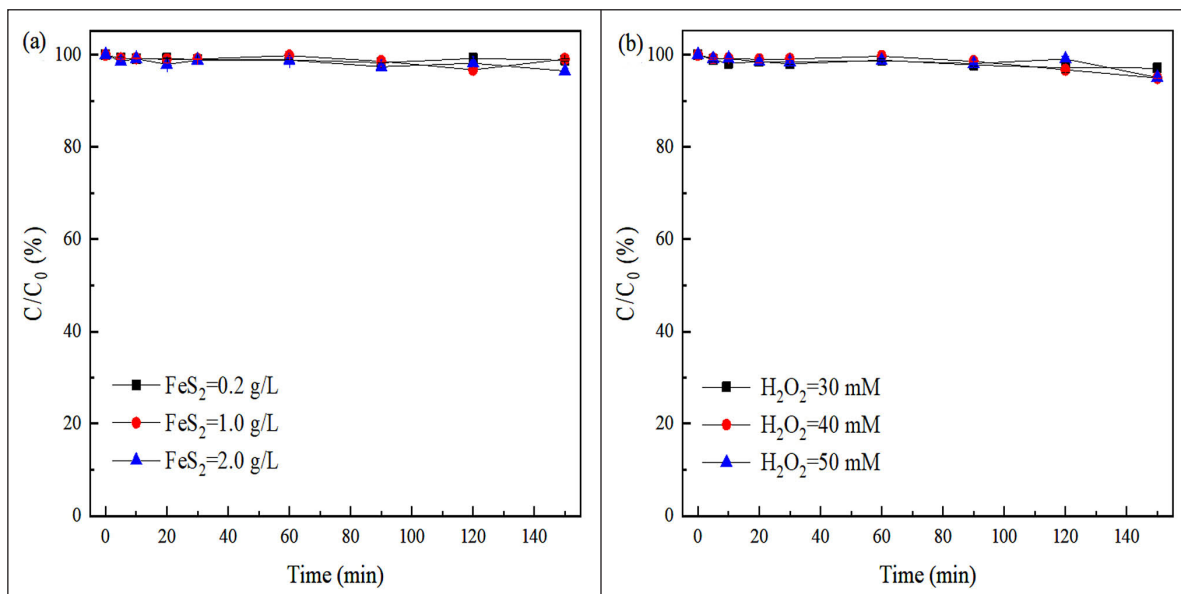 (a)
C/C₀ (%)
100
80
60
40
20
0
FeS₂=0.2 g/L
FeS₂=1.0 g/L
FeS₂=2.0 g/L
0 20 40 60 80 100 120 140
Time (min)
(b)
C/C₀ (%)
100
80
60
40
20
0
H₂O₂=30 mM
H₂O₂=40 mM
H₂O₂=50 mM
0 20 40 60 80 100 120 140
Time (min)